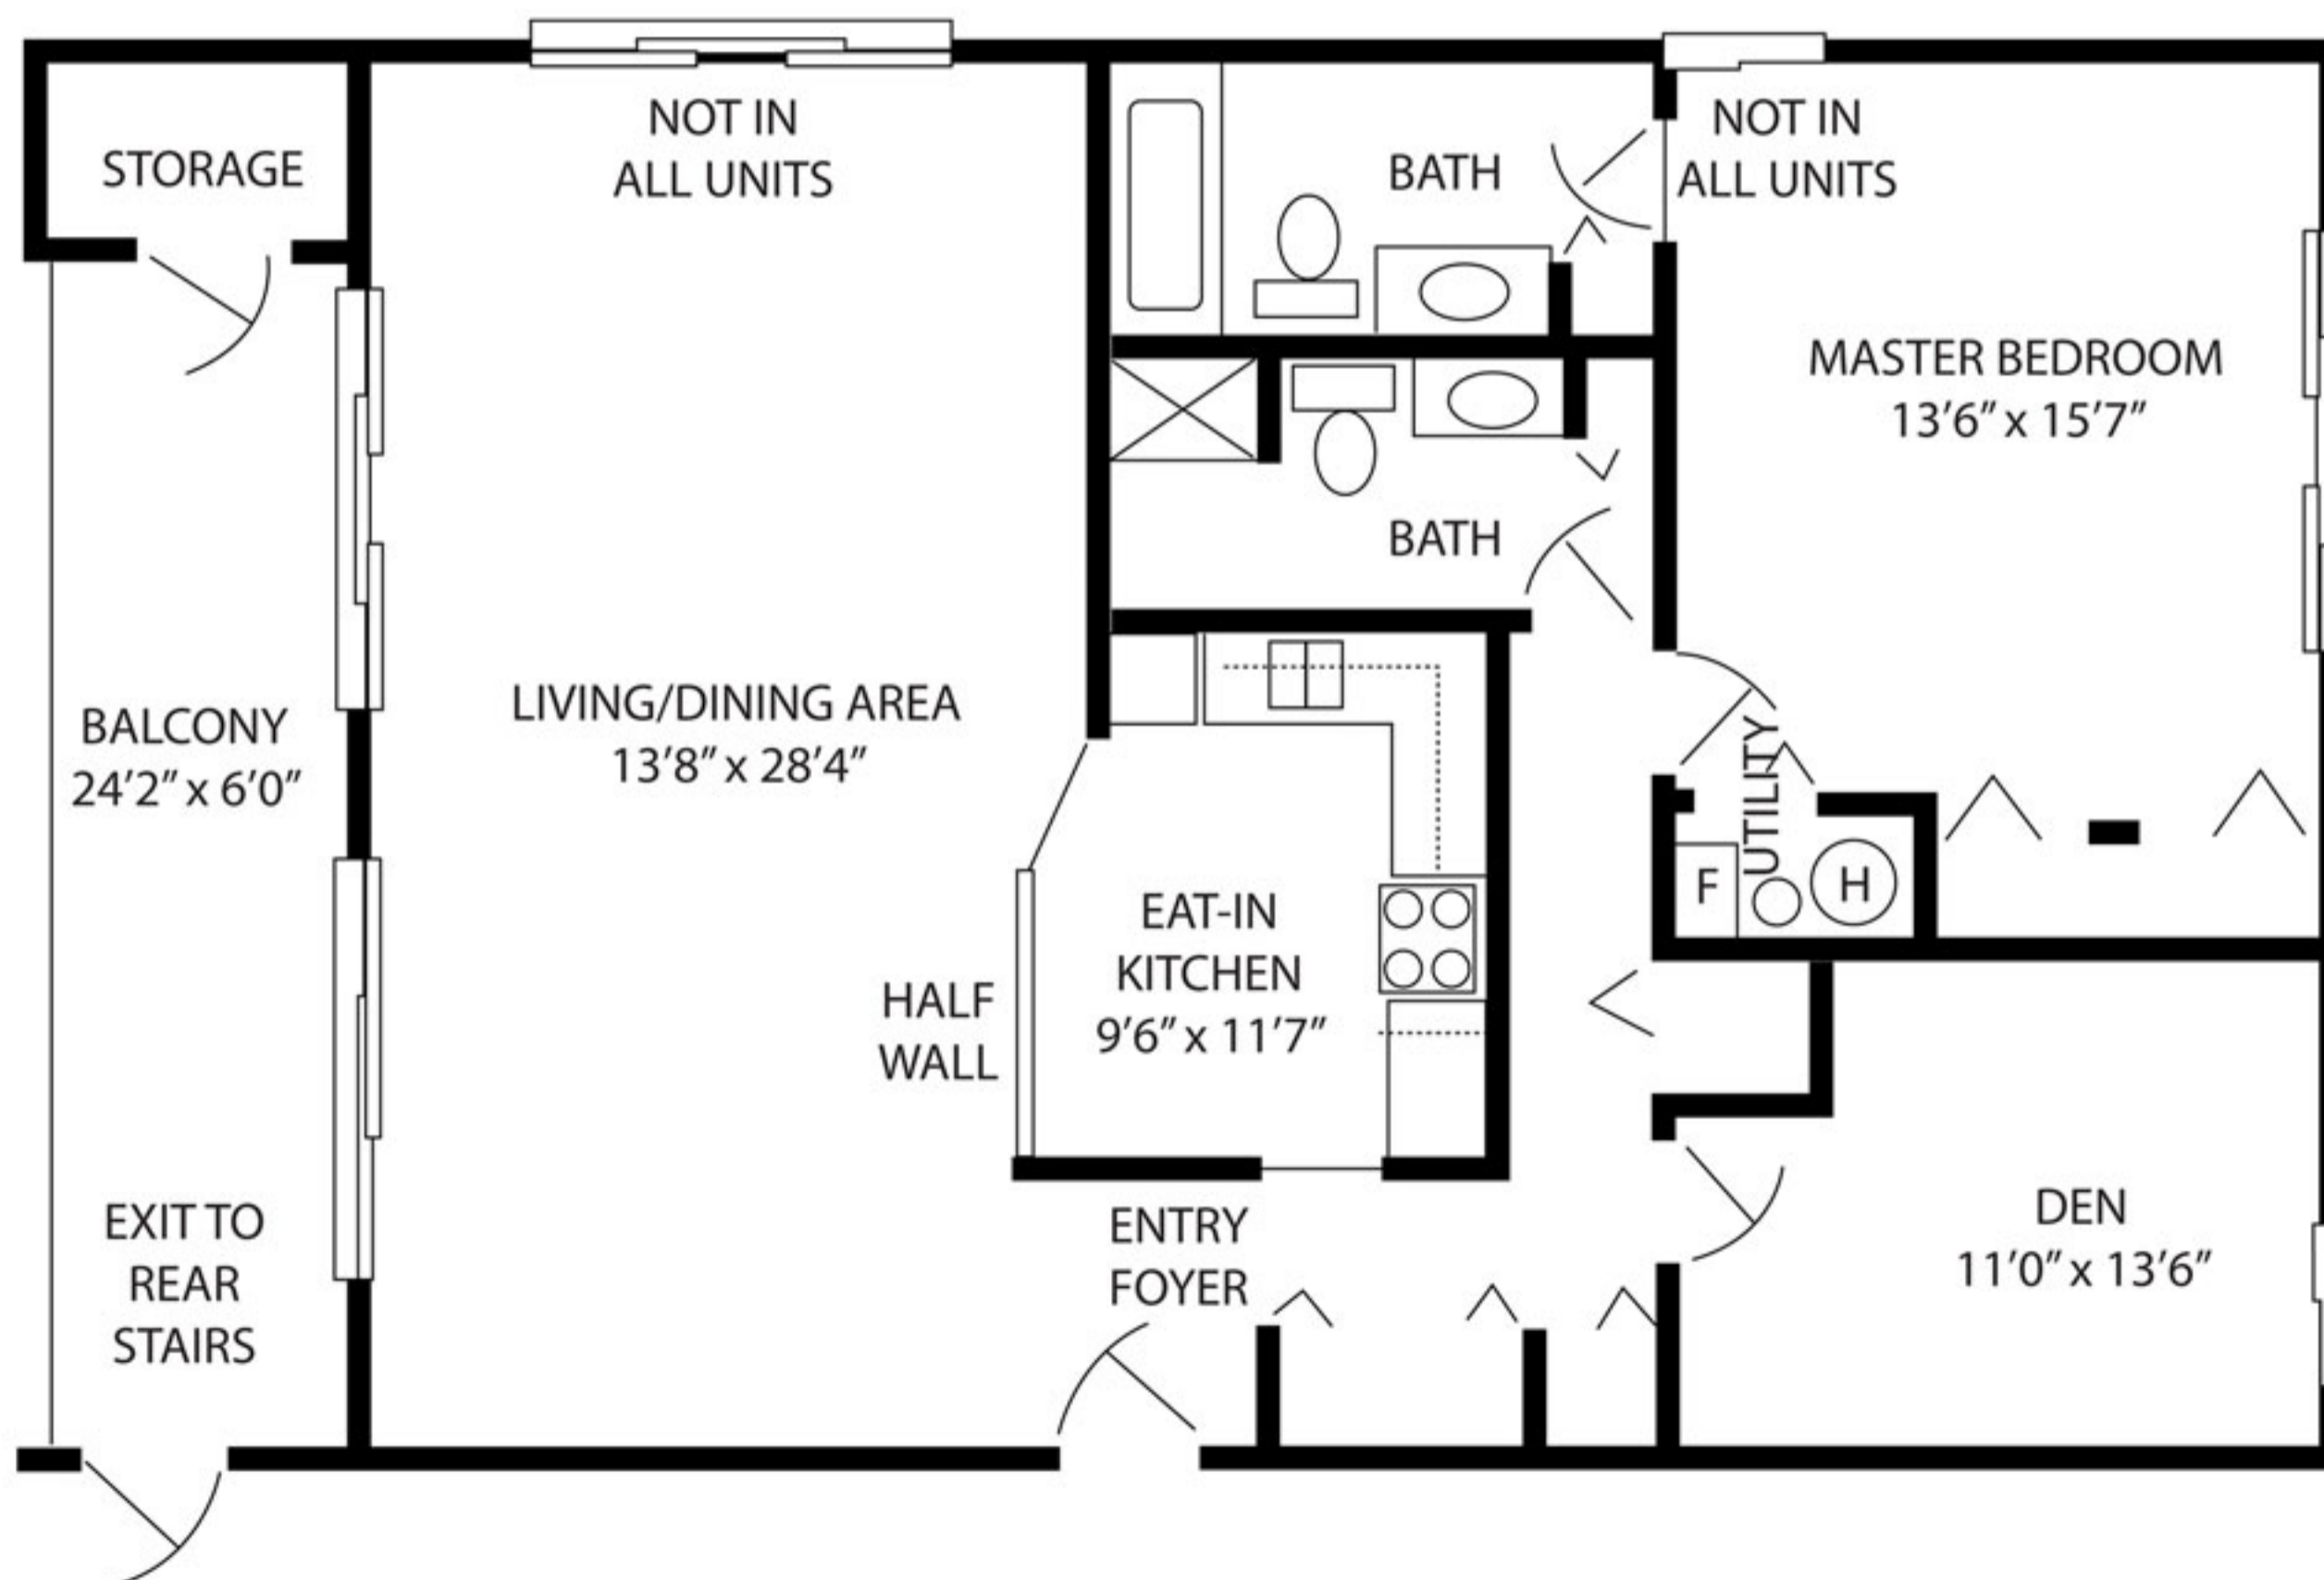 STORAGE
NOT IN
ALL UNITS
BATH
NOT IN
ALL UNITS
MASTER BEDROOM
13’6” x 15’7”
BATH
BALCONY
24’2” x 6’0”
LIVING/DINING AREA
13’8” x 28’4”
UTILITY
F
H
EAT-IN
KITCHEN
9’6” x 11’7”
HALF
WALL
EXIT TO
REAR
STAIRS
ENTRY
FOYER
DEN
11’0” x 13’6”